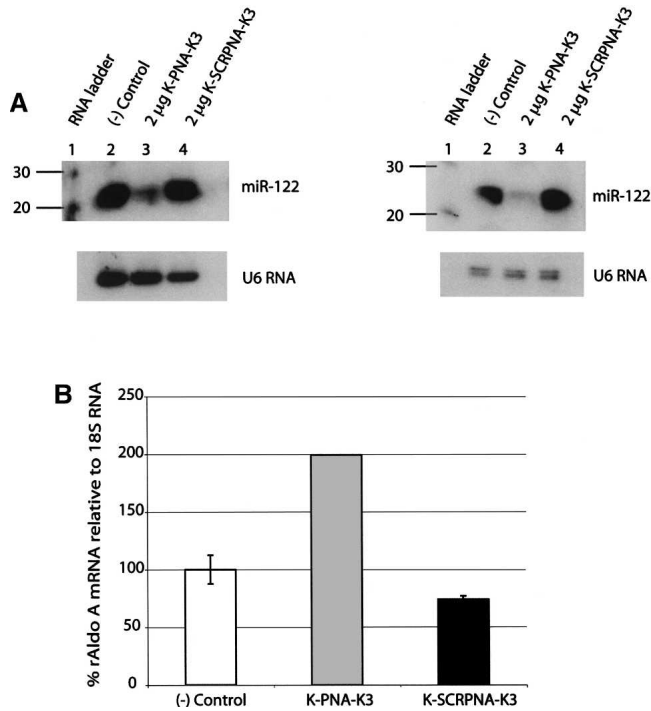 A
RNA ladder
(-) Control
2 µg K-PNA-K3
2 µg K-SCRPNA-K3
1 2 3 4
30
20
miR-122
U6 RNA
RNA ladder
(-) Control
2 µg K-PNA-K3
2 µg K-SCRPNA-K3
1 2 3 4
30
20
miR-122
U6 RNA
B
% rAldo A mRNA relative to 18S RNA
250
200
150
100
50
0
(-) Control K-PNA-K3 K-SCRPNA-K3